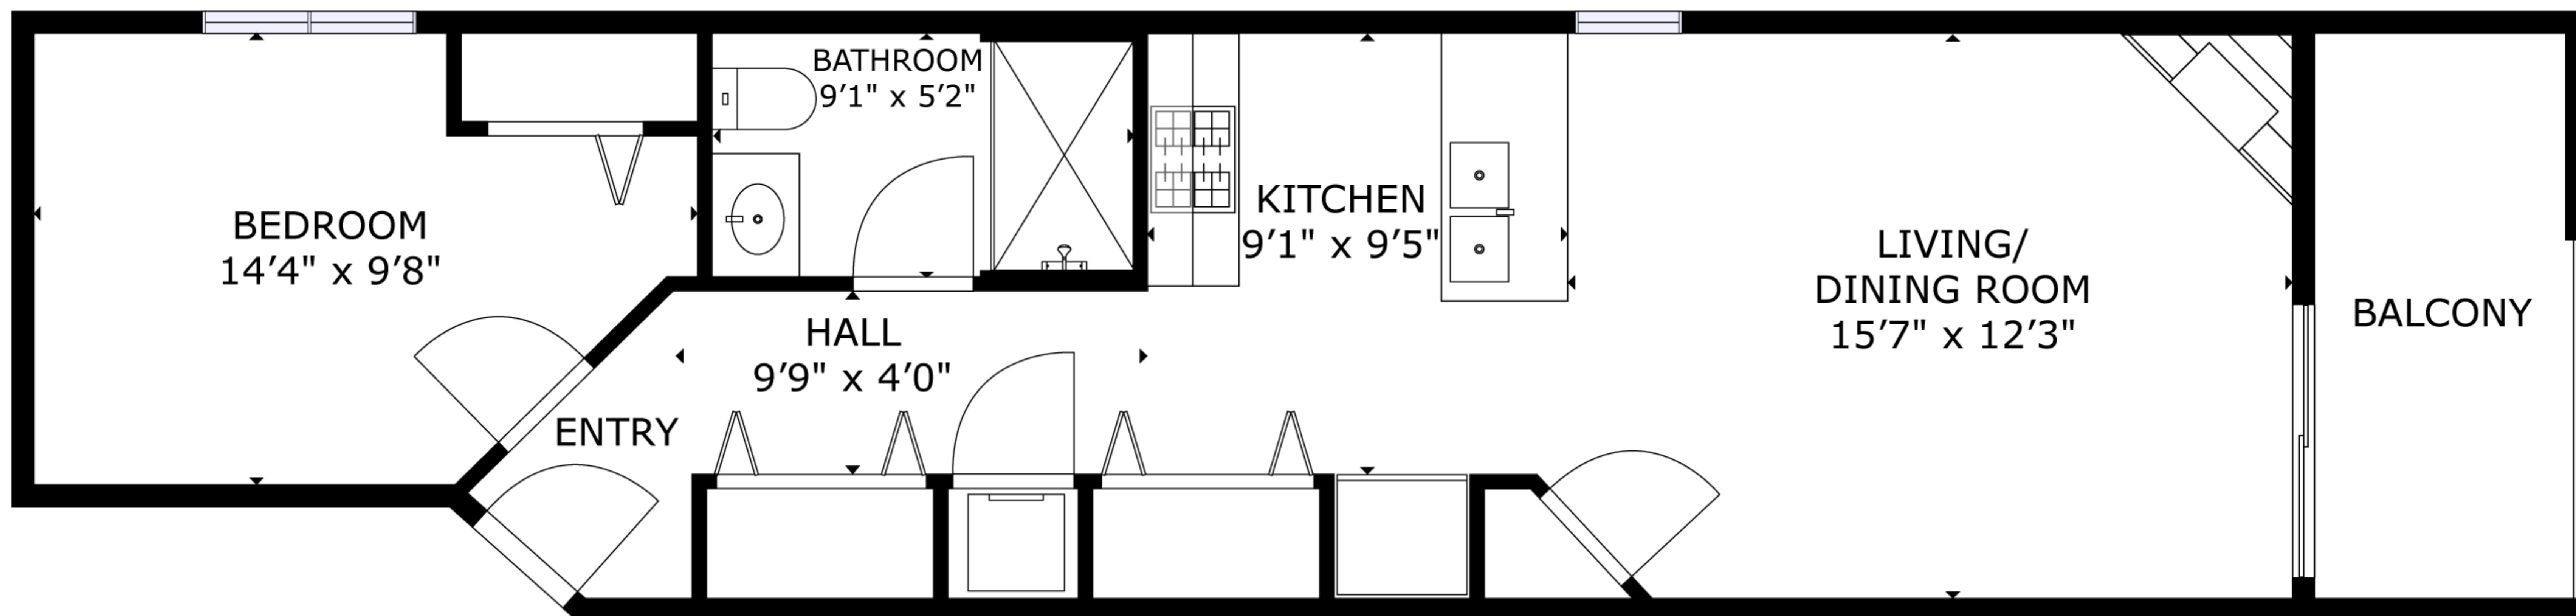 BEDROOM
14'4" x 9'8"
BATHROOM
9'1" x 5'2"
HALL
9'9" x 4'0"
ENTRY
KITCHEN
9'1" x 9'5"
LIVING/
DINING ROOM
15'7" x 12'3"
BALCONY